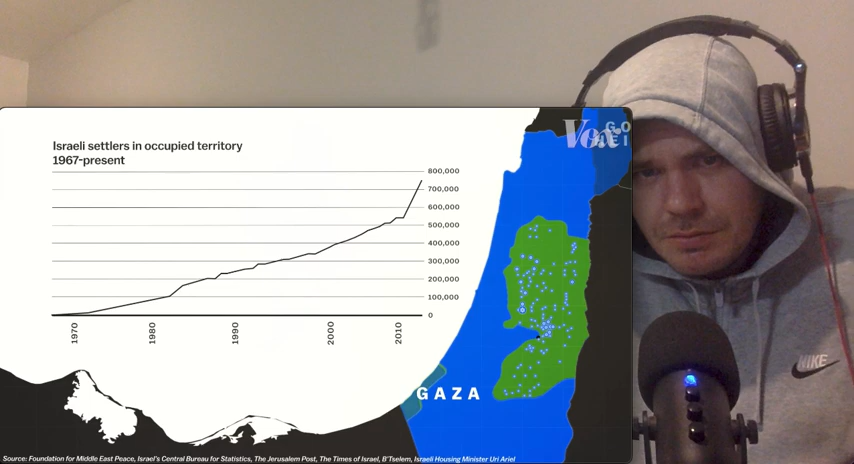 Israeli settlers in occupied territory
1967-present
Vox
800,000
700,000
600,000
500,000
400,000
300,000
200,000
100,000
0
1970
1980
1990
2000
2010
GAZA
NIKE
Source: Foundation for Middle East Peace, Israel's Central Bureau for Statistics, The Jerusalem Post, The Times of Israel, B'Tselem, Israeli Housing Minister Uri Ariel